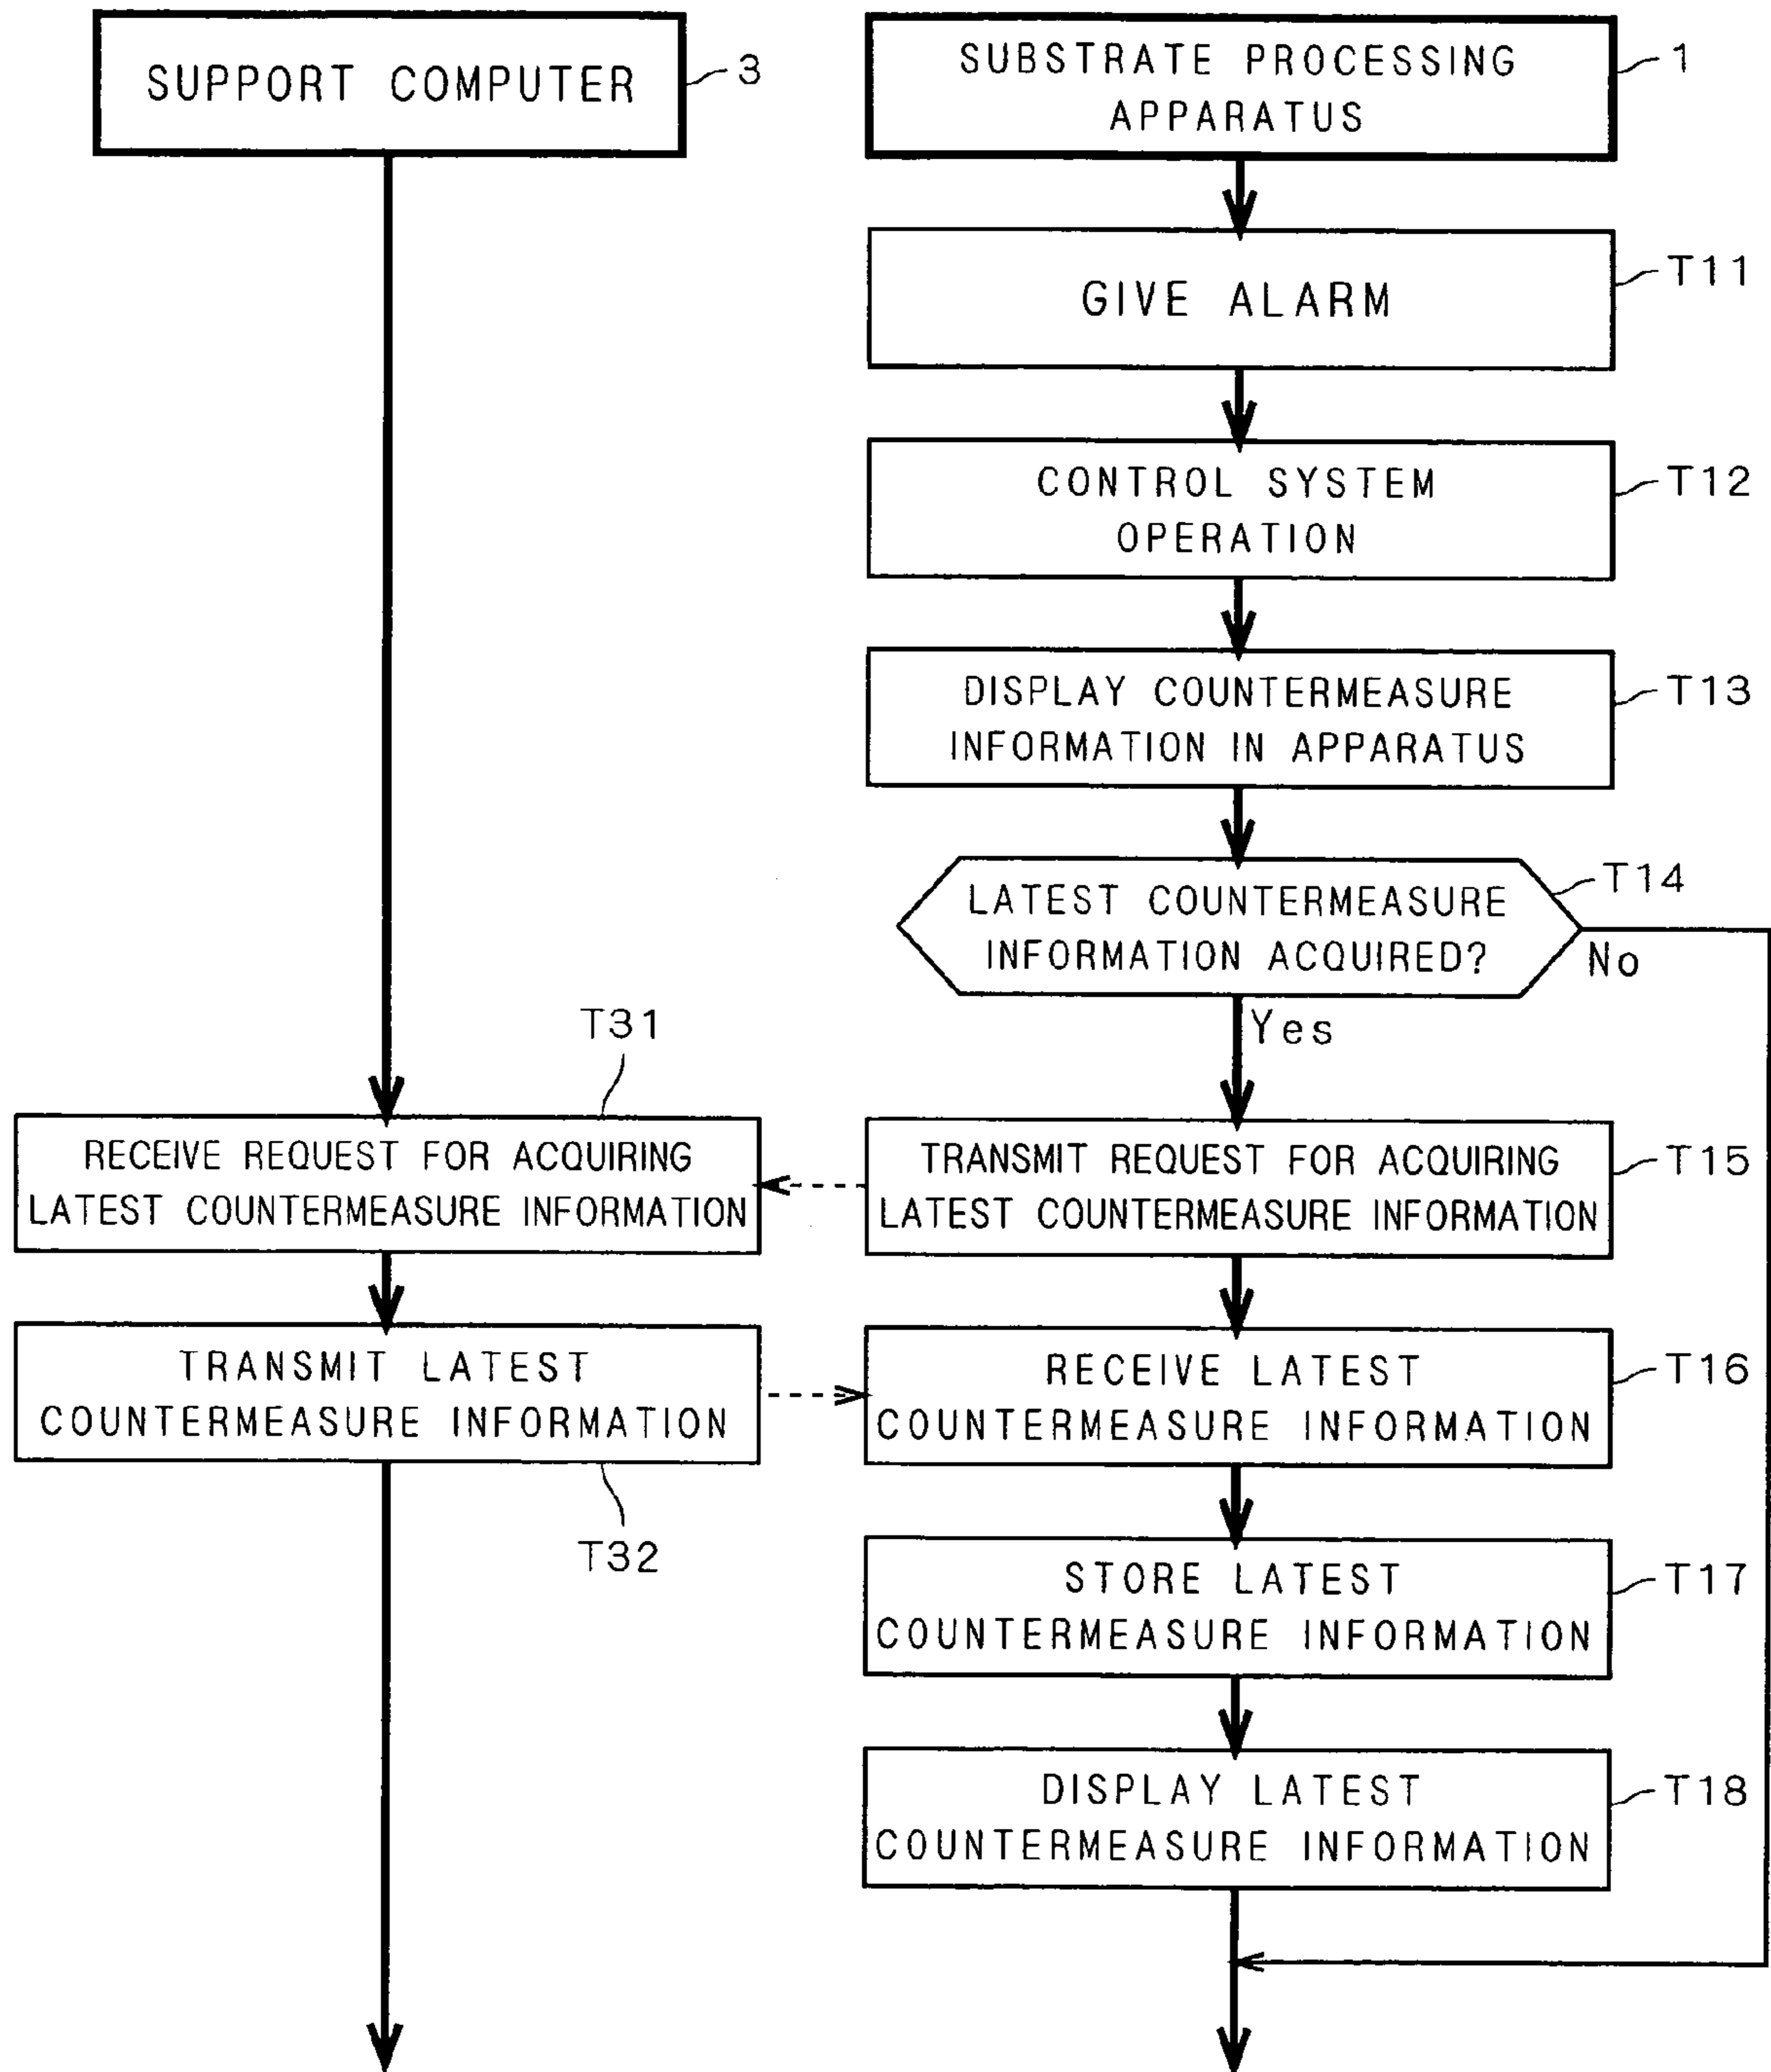 SUPPORT COMPUTER
3
SUBSTRATE PROCESSING
APPARATUS
1
GIVE ALARM
T11
CONTROL SYSTEM
OPERATION
T12
DISPLAY COUNTERMEASURE
INFORMATION IN APPARATUS
T13
LATEST COUNTERMEASURE
INFORMATION ACQUIRED?
T14
No
Yes
T31
RECEIVE REQUEST FOR ACQUIRING
LATEST COUNTERMEASURE INFORMATION
TRANSMIT REQUEST FOR ACQUIRING
LATEST COUNTERMEASURE INFORMATION
T15
TRANSMIT LATEST
COUNTERMEASURE INFORMATION
T32
RECEIVE LATEST
COUNTERMEASURE INFORMATION
T16
STORE LATEST
COUNTERMEASURE INFORMATION
T17
DISPLAY LATEST
COUNTERMEASURE INFORMATION
T18